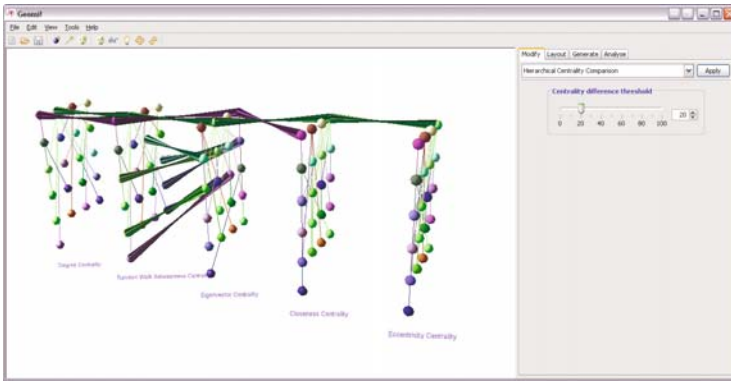 Geomi!
File Edit View Tools Help
Modify Layout Generate Analyse
Hierarchical Centrality Comparison
Apply
Centrality difference threshold
20
0 20 40 60 80 100
Degree Centrality
Random Walk Betweenness Centrality
Eigenvector Centrality
Closeness Centrality
Eccentricity Centrality